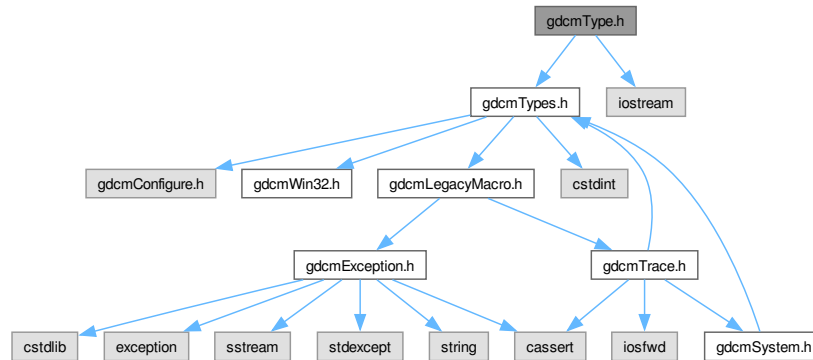 gdcmType.h
gdcmTypes.h
iostream
gdcmConfigure.h
gdcmWin32.h
gdcmLegacyMacro.h
cstdint
gdcmException.h
gdcmTrace.h
cstdlib
exception
sstream
stdexcept
string
cassert
iosfwd
gdcmSystem.h